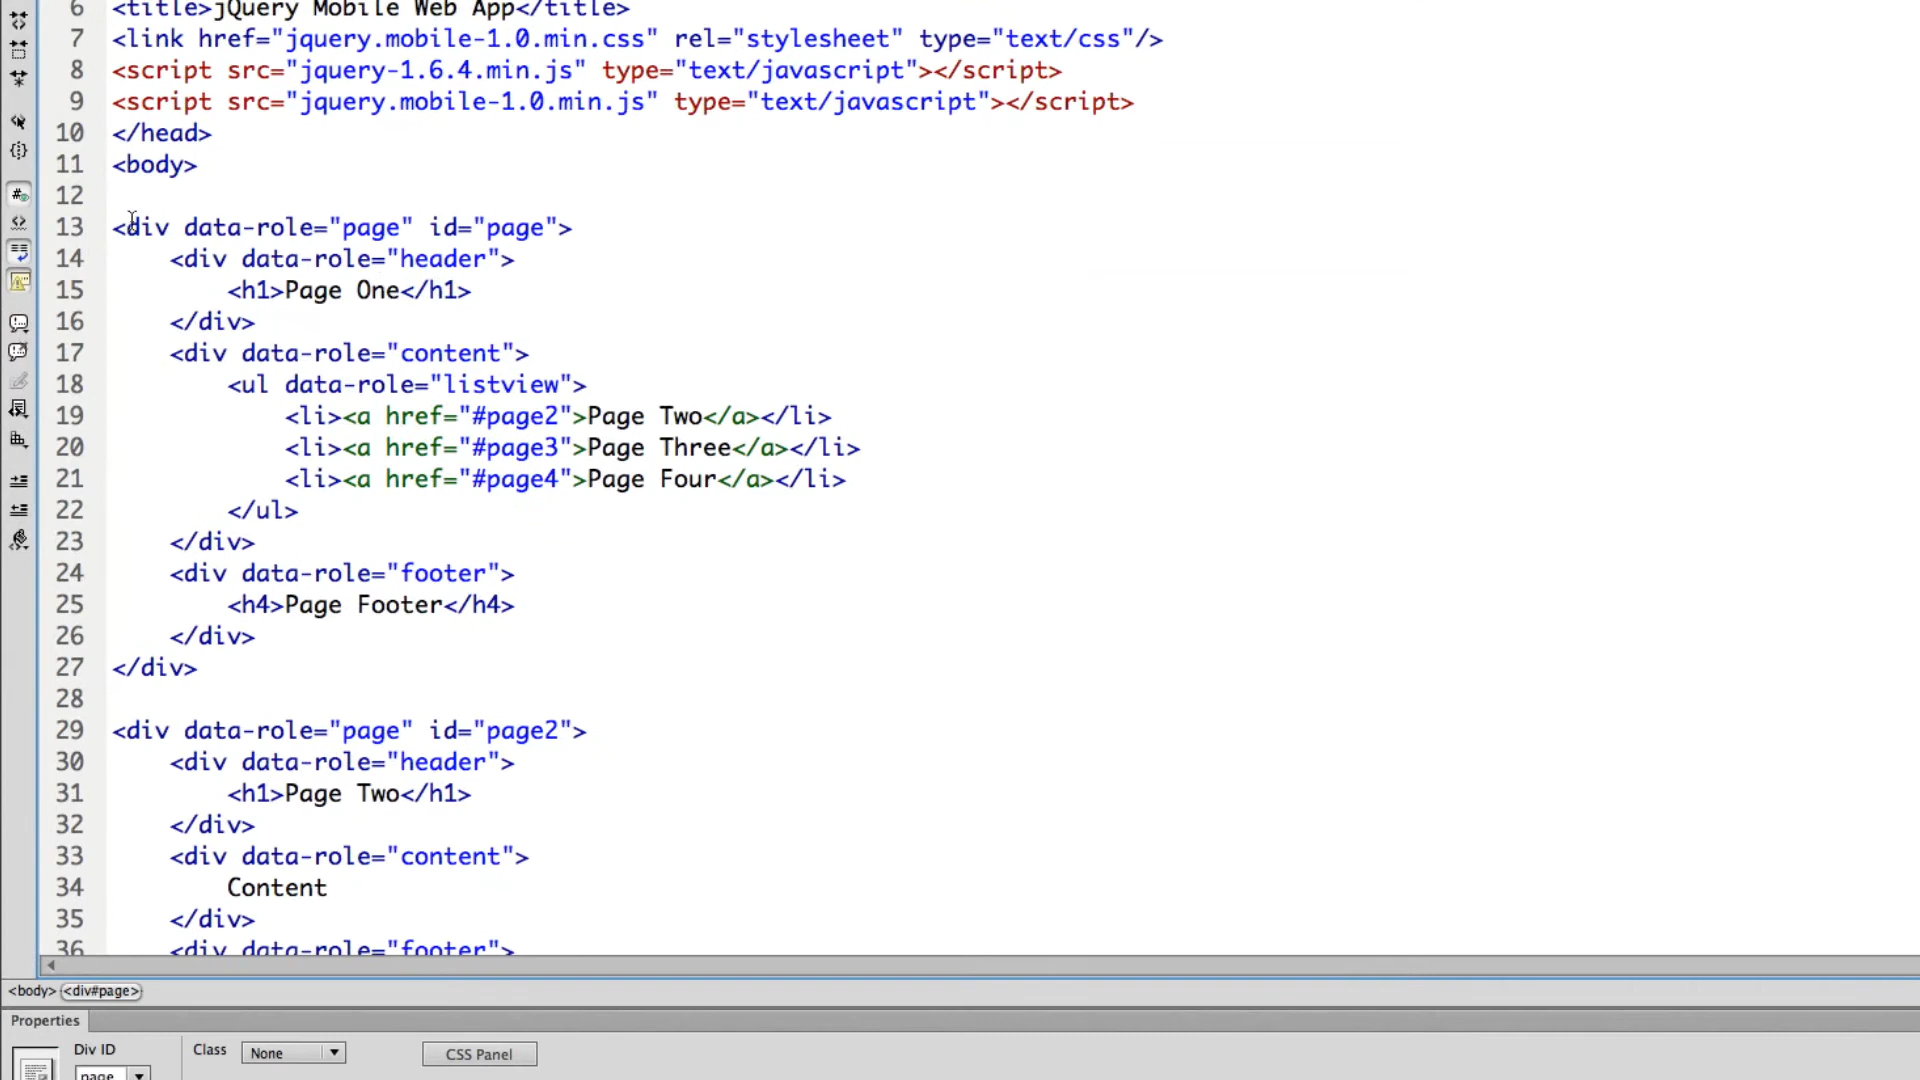 6 <title>jQuery Mobile Web App</title>
7 <link href="jquery.mobile-1.0.min.css" rel="stylesheet" type="text/css"/>
8 <script src="jquery-1.6.4.min.js" type="text/javascript"></script>
9 <script src="jquery.mobile-1.0.min.js" type="text/javascript"></script>
10 </head>
11 <body>
12
13 <div data-role="page" id="page">
14     <div data-role="header">
15         <h1>Page One</h1>
16     </div>
17     <div data-role="content">
18         <ul data-role="listview">
19             <li><a href="#page2">Page Two</a></li>
20             <li><a href="#page3">Page Three</a></li>
21             <li><a href="#page4">Page Four</a></li>
22         </ul>
23     </div>
24     <div data-role="footer">
25         <h4>Page Footer</h4>
26     </div>
27 </div>
28
29 <div data-role="page" id="page2">
30     <div data-role="header">
31         <h1>Page Two</h1>
32     </div>
33     <div data-role="content">
34         Content
35     </div>
36     <div data-role="footer">
<body> <div#page>
Properties
Div ID Class None CSS Panel
page